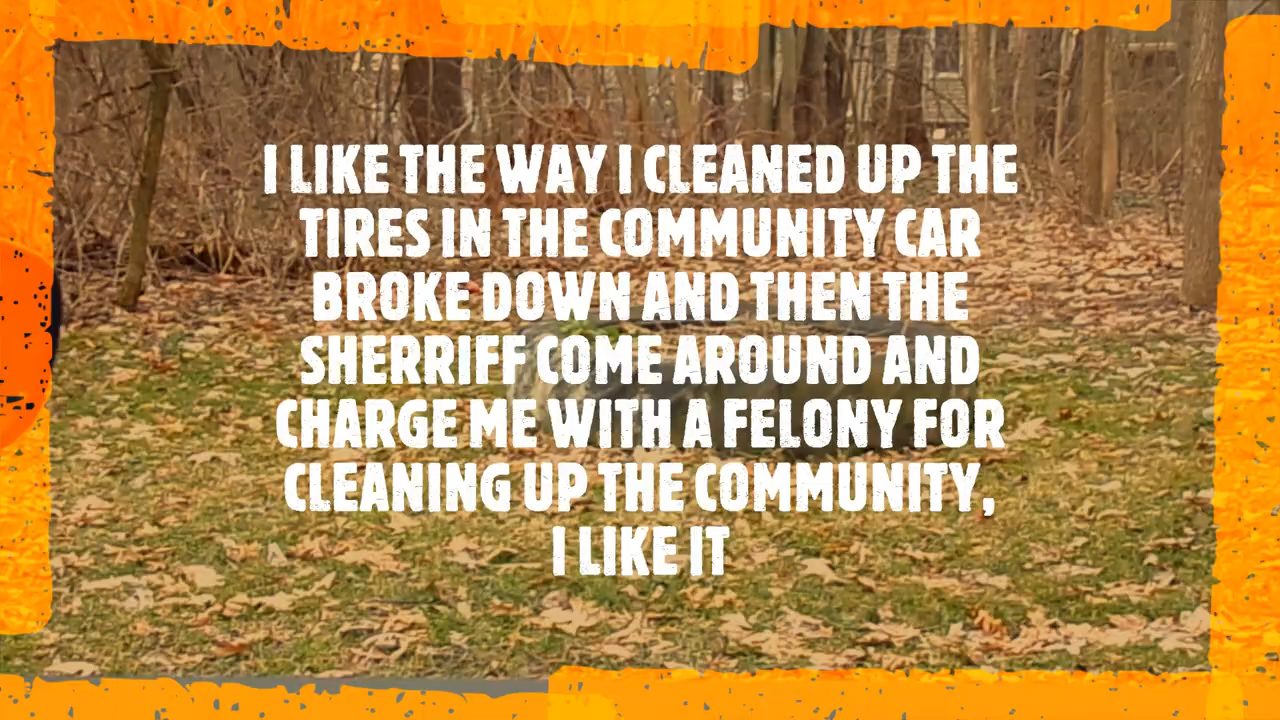 I LIKE THE WAY I CLEANED UP THE
TIRES IN THE COMMUNITY CAR
BROKE DOWN AND THEN THE
SHERRIFF COME AROUND AND
CHARGE ME WITH A FELONY FOR
CLEANING UP THE COMMUNITY,
I LIKE IT